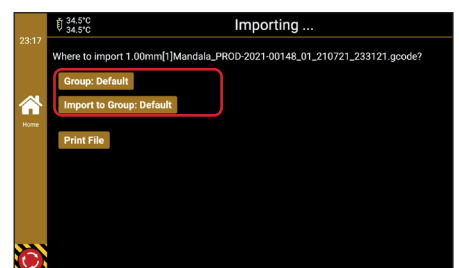 34.5°C
34.5°C
Importing ...
23:17
Where to import 1.00mm[1]Mandala_PROD-2021-00148_01_210721_233121.gcode?
Group: Default
Import to Group: Default
Home
Print File